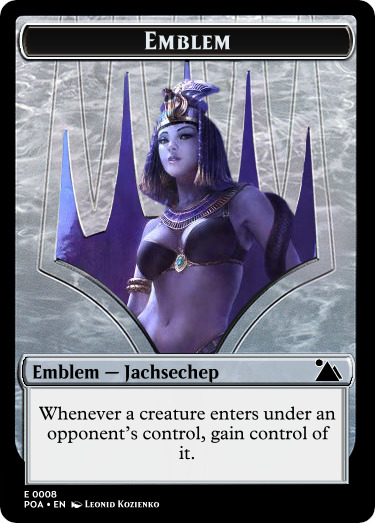 Emblem
Emblem — Jachsechep
Whenever a creature enters under an
opponent's control, gain control of
it.
E 0008
POA • EN Leonid Kozienko